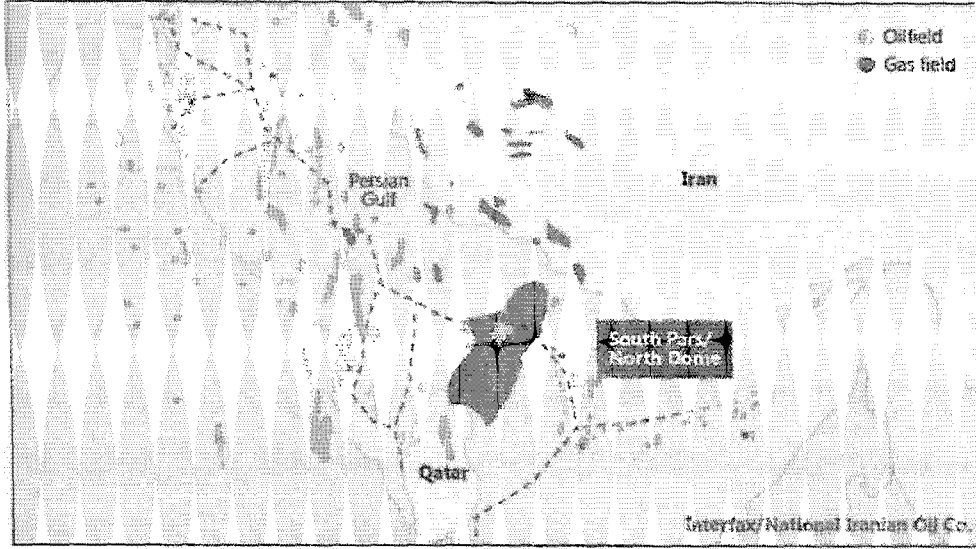 Oilfield
Gas field
Persian
Gulf
Iran
South Pars/
North Dome
Qatar
Interfax/National Iranian Oil Co.